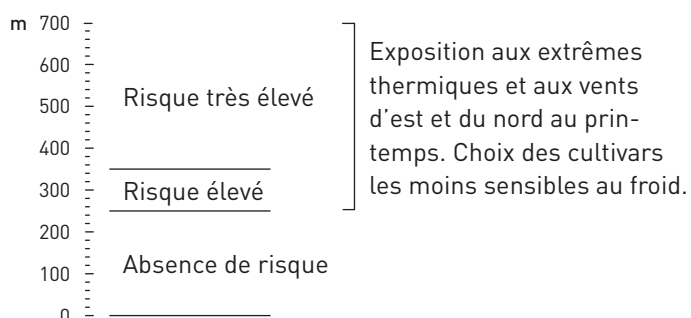 m 700
600
500
400
300
200
100
0
Risque très élevé
Risque élevé
Absence de risque
Exposition aux extrêmes
thermiques et aux vents
d’est et du nord au prin-
temps. Choix des cultivars
les moins sensibles au froid.